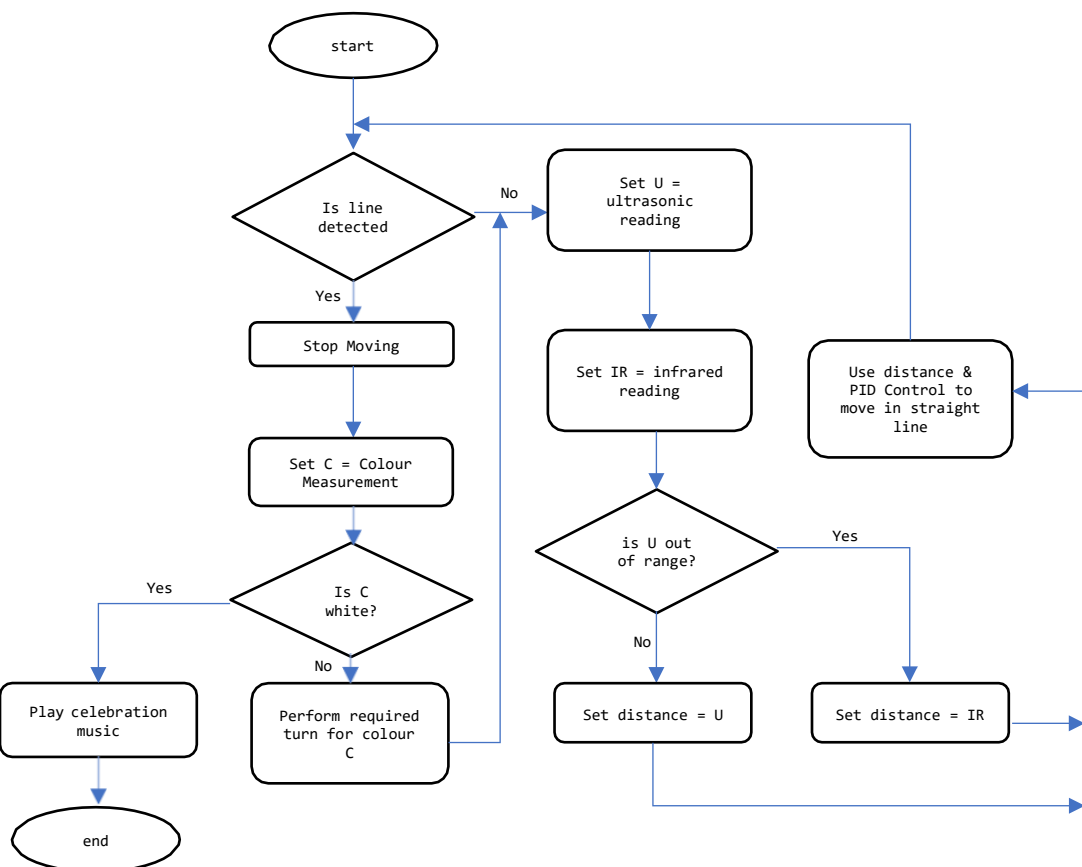 start
Is line
detected
No
Set U =
ultrasonic
reading
Yes
Stop Moving
Set IR = infrared
reading
Use distance &
PID Control to
move in straight
line
Set C = Colour
Measurement
is U out
of range?
Yes
Yes
Is C
white?
No
No
Play celebration
music
Perform required
turn for colour
C
Set distance = U
Set distance = IR
end